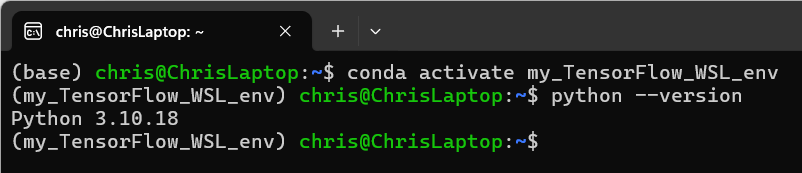 chris@ChrisLaptop: ~
(base) chris@ChrisLaptop:~$ conda activate my_TensorFlow_WSL_env
(my_TensorFlow_WSL_env) chris@ChrisLaptop:~$ python --version
Python 3.10.18
(my_TensorFlow_WSL_env) chris@ChrisLaptop:~$